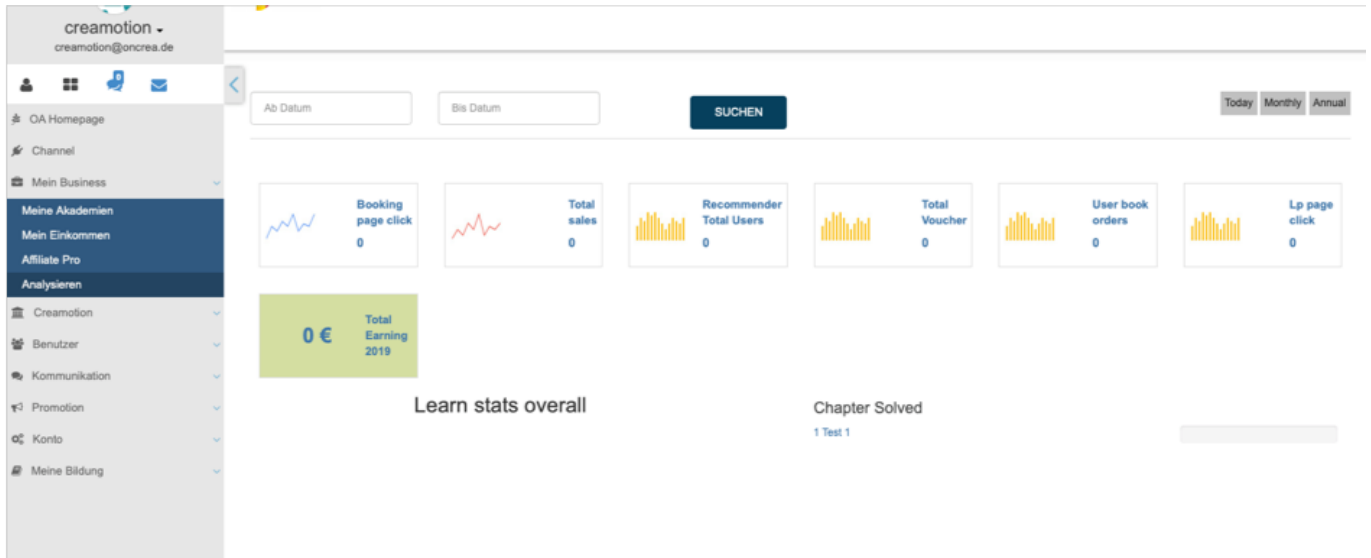 creamotion
creamotion@oncrea.de
OA Homepage
Channel
Mein Business
Meine Akademien
Mein Einkommen
Affiliate Pro
Analysieren
Creamotion
Benutzer
Kommunikation
Promotion
Konto
Meine Bildung
Ab Datum
Bis Datum
SUCHEN
Today
Monthly
Annual
Booking
page click
0
Total
sales
0
Recommender
Total Users
0
Total
Voucher
0
User book
orders
0
Lp page
click
0
0 €
Total
Earning
2019
Learn stats overall
Chapter Solved
1 Test 1